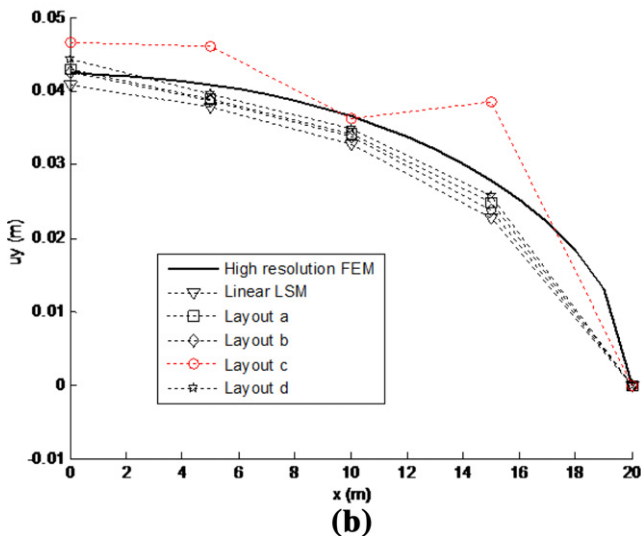 0.05
0.04
0.03
0.02
0.01
0
-0.01
uy (m)
High resolution FEM
Linear LSM
Layout a
Layout b
Layout c
Layout d
0 2 4 6 8 10 12 14 16 18 20
x (m)
(b)